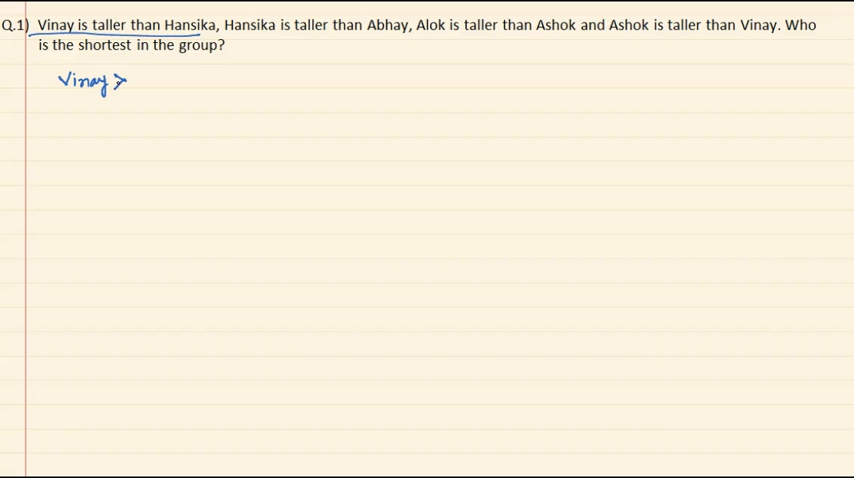 Q.1) Vinay is taller than Hansika, Hansika is taller than Abhay, Alok is taller than Ashok and Ashok is taller than Vinay. Who
is the shortest in the group?
Vinay >